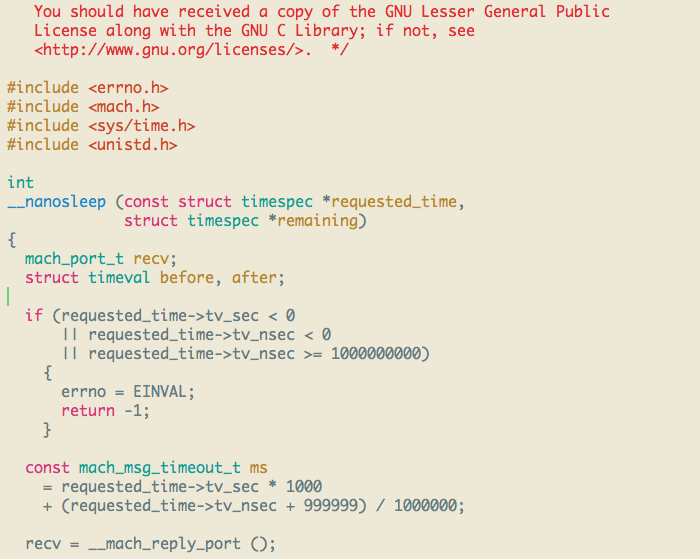 You should have received a copy of the GNU Lesser General Public
License along with the GNU C Library; if not, see
<http://www.gnu.org/licenses/>.  */
#include <errno.h>
#include <mach.h>
#include <sys/time.h>
#include <unistd.h>
int
__nanosleep (const struct timespec *requested_time,
             struct timespec *remaining)
{
  mach_port_t recv;
  struct timeval before, after;
  if (requested_time->tv_sec < 0
      || requested_time->tv_nsec < 0
      || requested_time->tv_nsec >= 1000000000)
    {
      errno = EINVAL;
      return -1;
    }
  const mach_msg_timeout_t ms
    = requested_time->tv_sec * 1000
    + (requested_time->tv_nsec + 999999) / 1000000;
  recv = __mach_reply_port ();